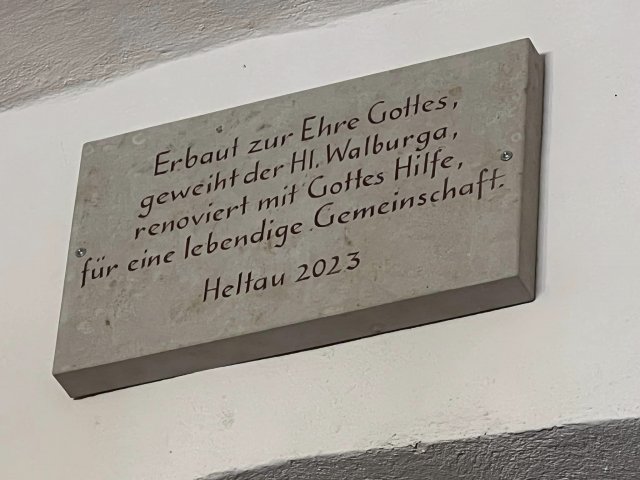 Erbaut zur Ehre Gottes,
geweiht der Hl. Walburga,
renoviert mit Gottes Hilfe,
für eine lebendige Gemeinschaft.
Heltau 2023